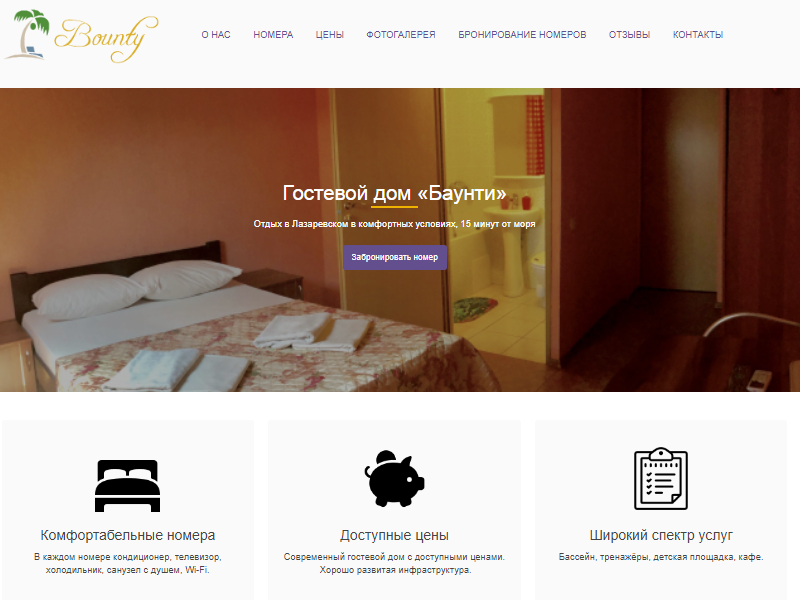 Bounty
О НАС НОМЕРА ЦЕНЫ ФОТОГАЛЕРЕЯ БРОНИРОВАНИЕ НОМЕРОВ ОТЗЫВЫ КОНТАКТЫ
Гостевой дом «Баунти»
Отдых в Лазаревском в комфортных условиях, 15 минут от моря
Забронировать номер
Комфортабельные номера
В каждом номере кондиционер, телевизор,
холодильник, санузел с душем, Wi-Fi.
Доступные цены
Современный гостевой дом с доступными ценами.
Хорошо развитая инфраструктура.
Широкий спектр услуг
Бассейн, тренажёры, детская площадка, кафе.